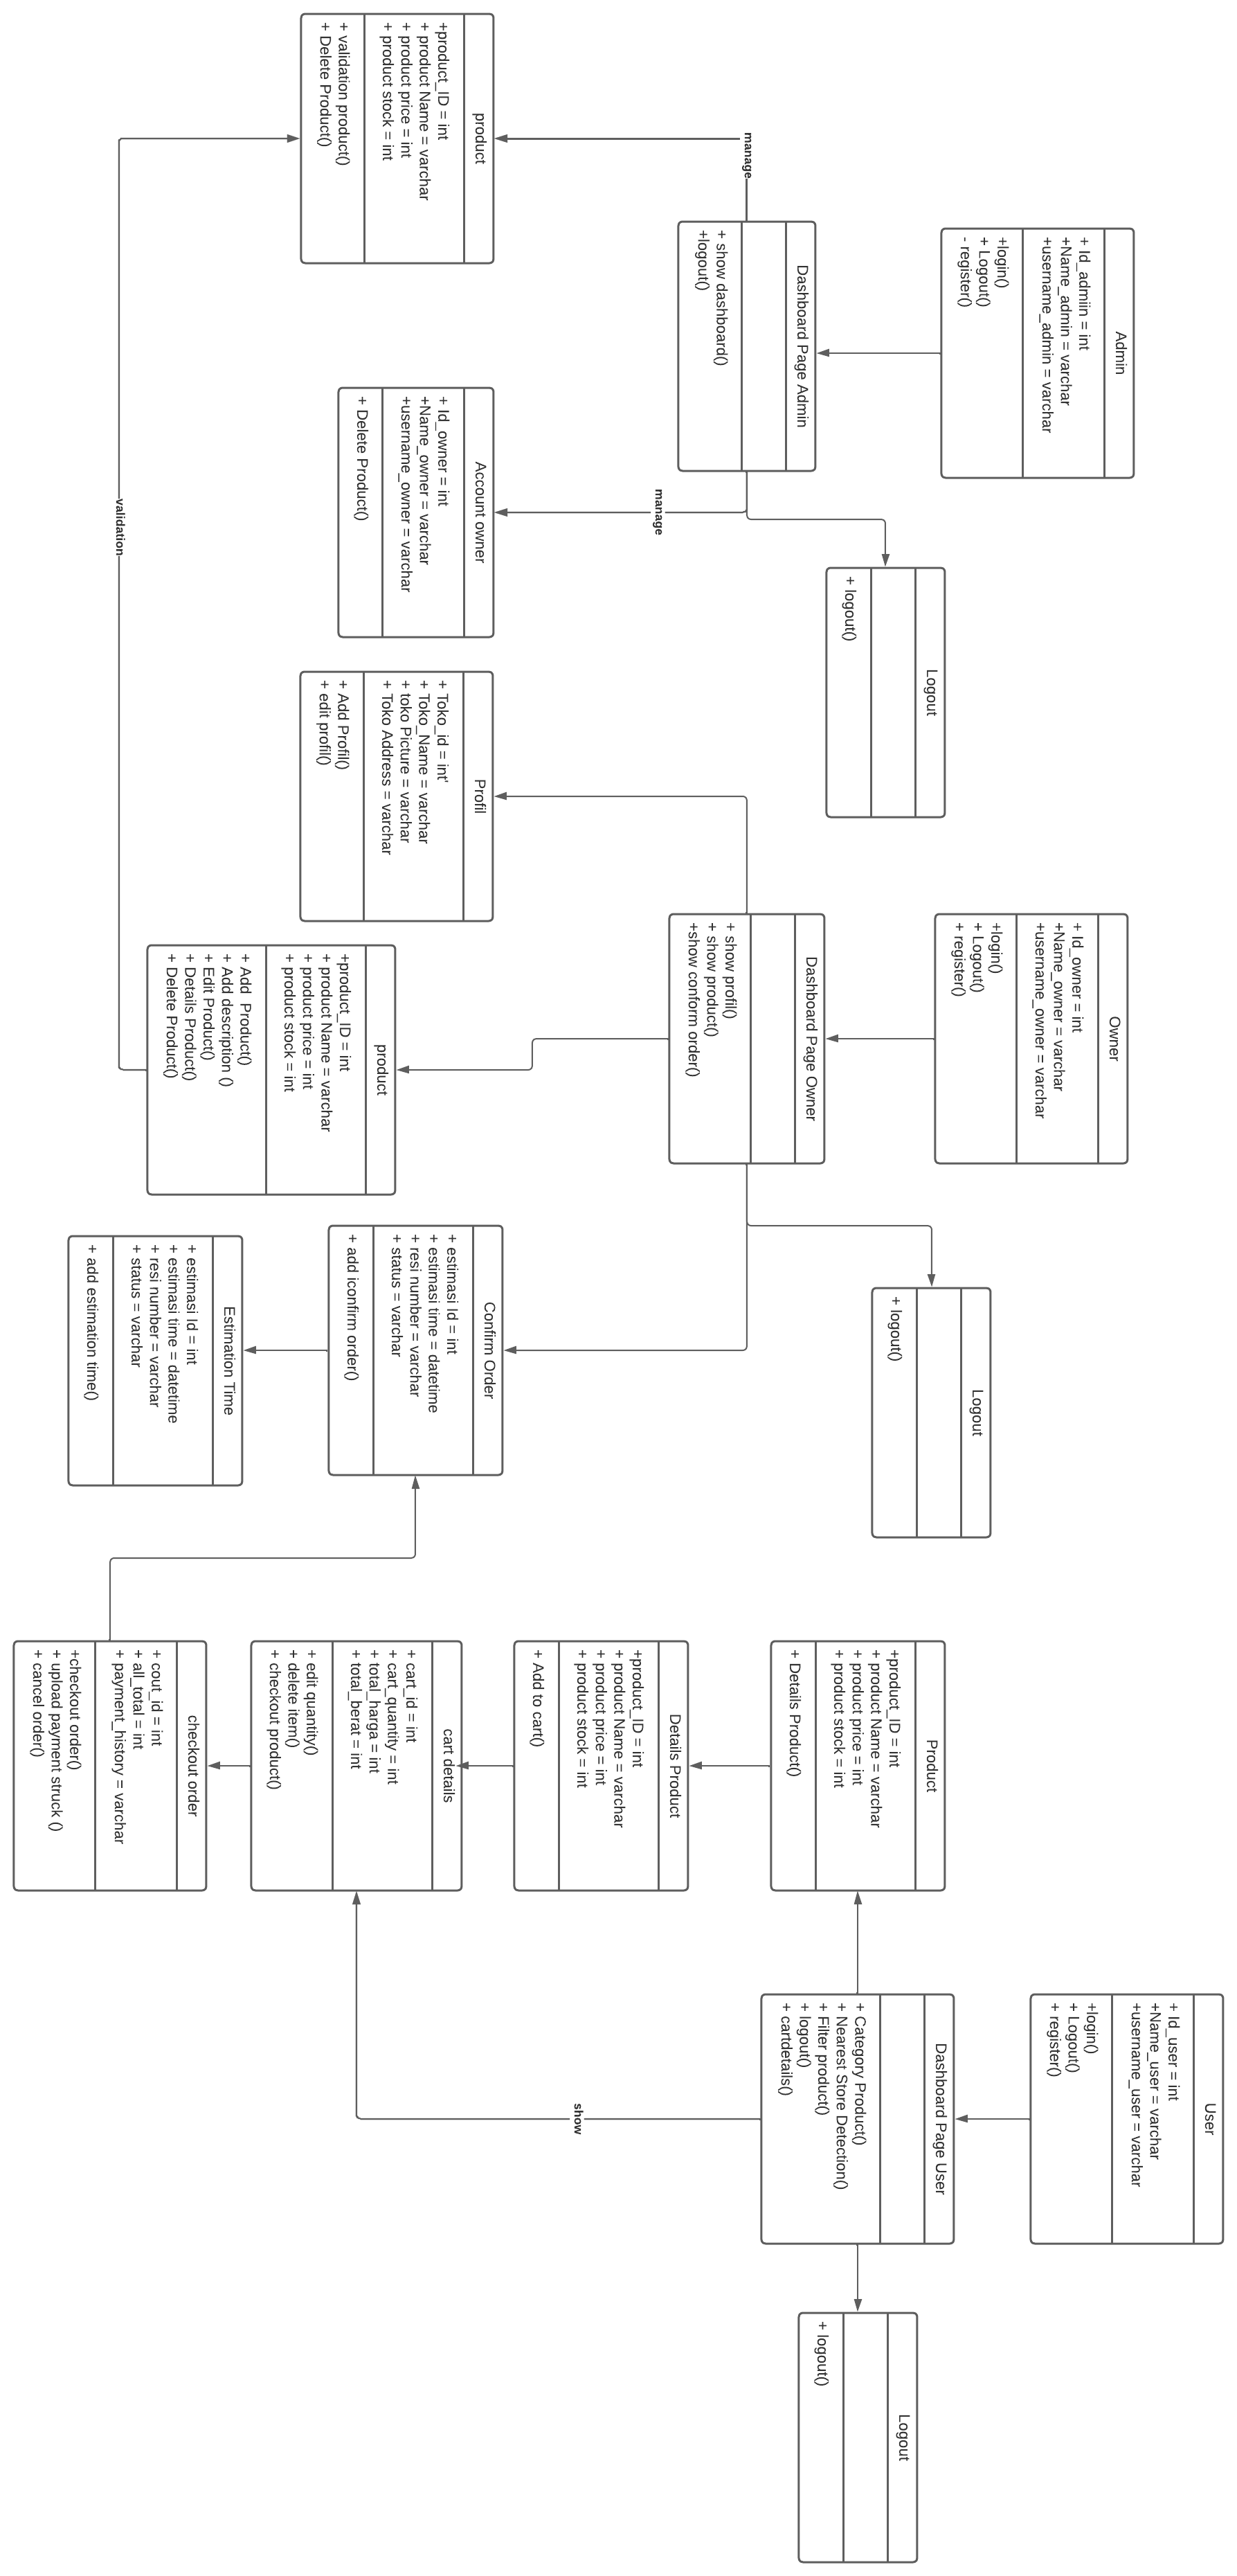 Admin
+ Id_admiin = int
+Name_admin = varchar
+username_admin = varchar
+login()
+ Logout()
- register()
Dashboard Page Admin
+ show dashboard()
+logout()
manage
manage
product
+product_ID = int
+ product Name = varchar
+ product price = int
+ product stock = int
+ validation product()
+ Delete Product()
Account owner
+ Id_owner = int
+Name_owner = varchar
+username_owner = varchar
+ Delete Product()
Logout
+ logout()
validation
Owner
+ Id_owner = int
+Name_owner = varchar
+username_owner = varchar
+login()
+ Logout()
+ register()
Dashboard Page Owner
+ show profil()
+ show product()
+show conform order()
Profil
+ Toko_id = int'
+ Toko_Name = varchar
+ toko Picture = varchar
+ Toko Address = varchar
+ Add Profil()
+ edit profil()
product
+product_ID = int
+ product Name = varchar
+ product price = int
+ product stock = int
+ Add  Product()
+ Add description ()
+ Edit Product()
+ Details Product()
+ Delete Product()
Logout
+ logout()
Confirm Order
+ estimasi Id = int
+ estimasi time = datetime
+ resi number = varchar
+ status = varchar
+ add iconfirm order()
Estimation Time
+ estimasi Id = int
+ estimasi time = datetime
+ resi number = varchar
+ status = varchar
+ add estimation time()
User
+ Id_user = int
+Name_user = varchar
+username_user = varchar
+login()
+ Logout()
+ register()
Dashboard Page User
+ Category Product()
+ Nearest Store Detection()
+ Filter product()
+ logout()
+ cartdetails()
show
Product
+product_ID = int
+ product Name = varchar
+ product price = int
+ product stock = int
+ Details Product()
Details Product
+product_ID = int
+ product Name = varchar
+ product price = int
+ product stock = int
+ Add to cart()
cart details
+ cart_id = int
+ cart_quantity = int
+ total_harga = int
+ total_berat = int
+ edit quantity()
+ delete item()
+ checkout product()
checkout order
+ cout_id = int
+ all_total = int
+ payment_history = varchar
+checkout order()
+ upload payment struck ()
+ cancel order()
Logout
+ logout()